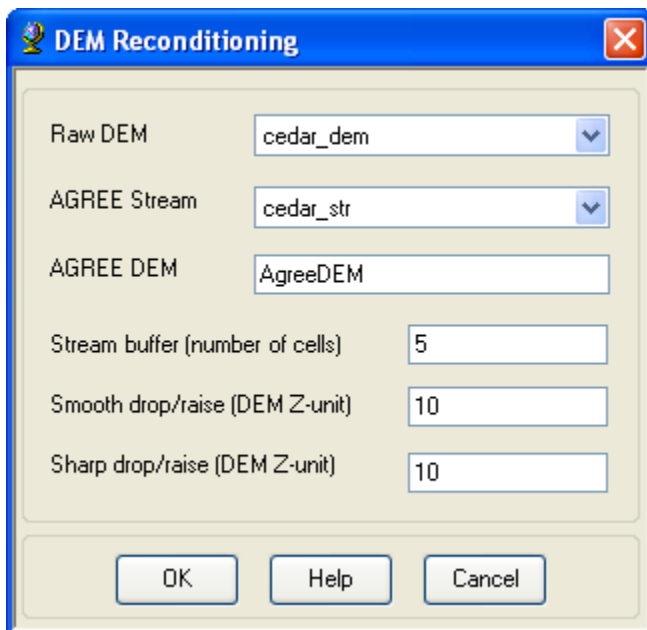 DEM Reconditioning
Raw DEM cedar_dem
AGREE Stream cedar_str
AGREE DEM AgreeDEM
Stream buffer (number of cells) 5
Smooth drop/raise (DEM Z-unit) 10
Sharp drop/raise (DEM Z-unit) 10
OK Help Cancel